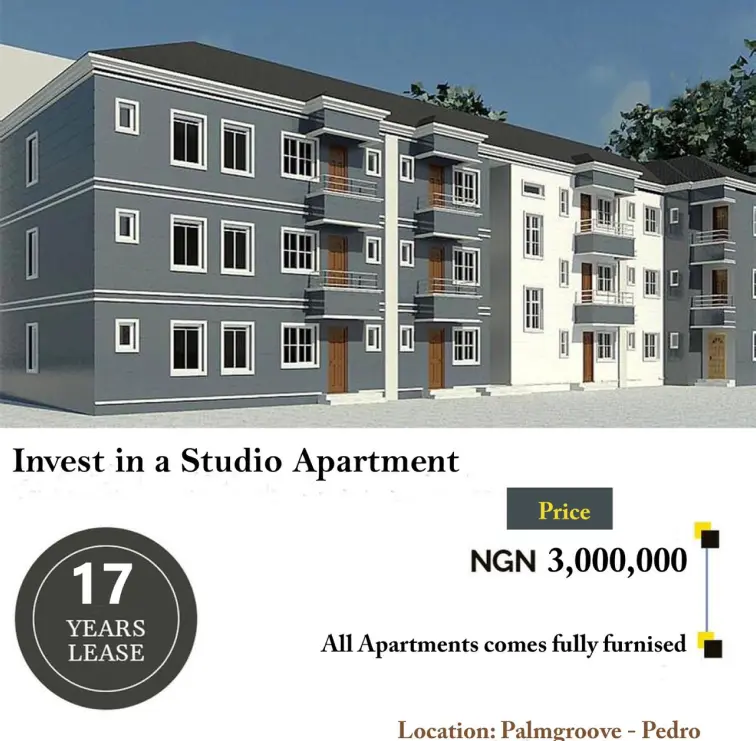 Invest in a Studio Apartment
Price
NGN 3,000,000
17
YEARS
LEASE
All Apartments comes fully furnised
Location: Palmgroove - Pedro